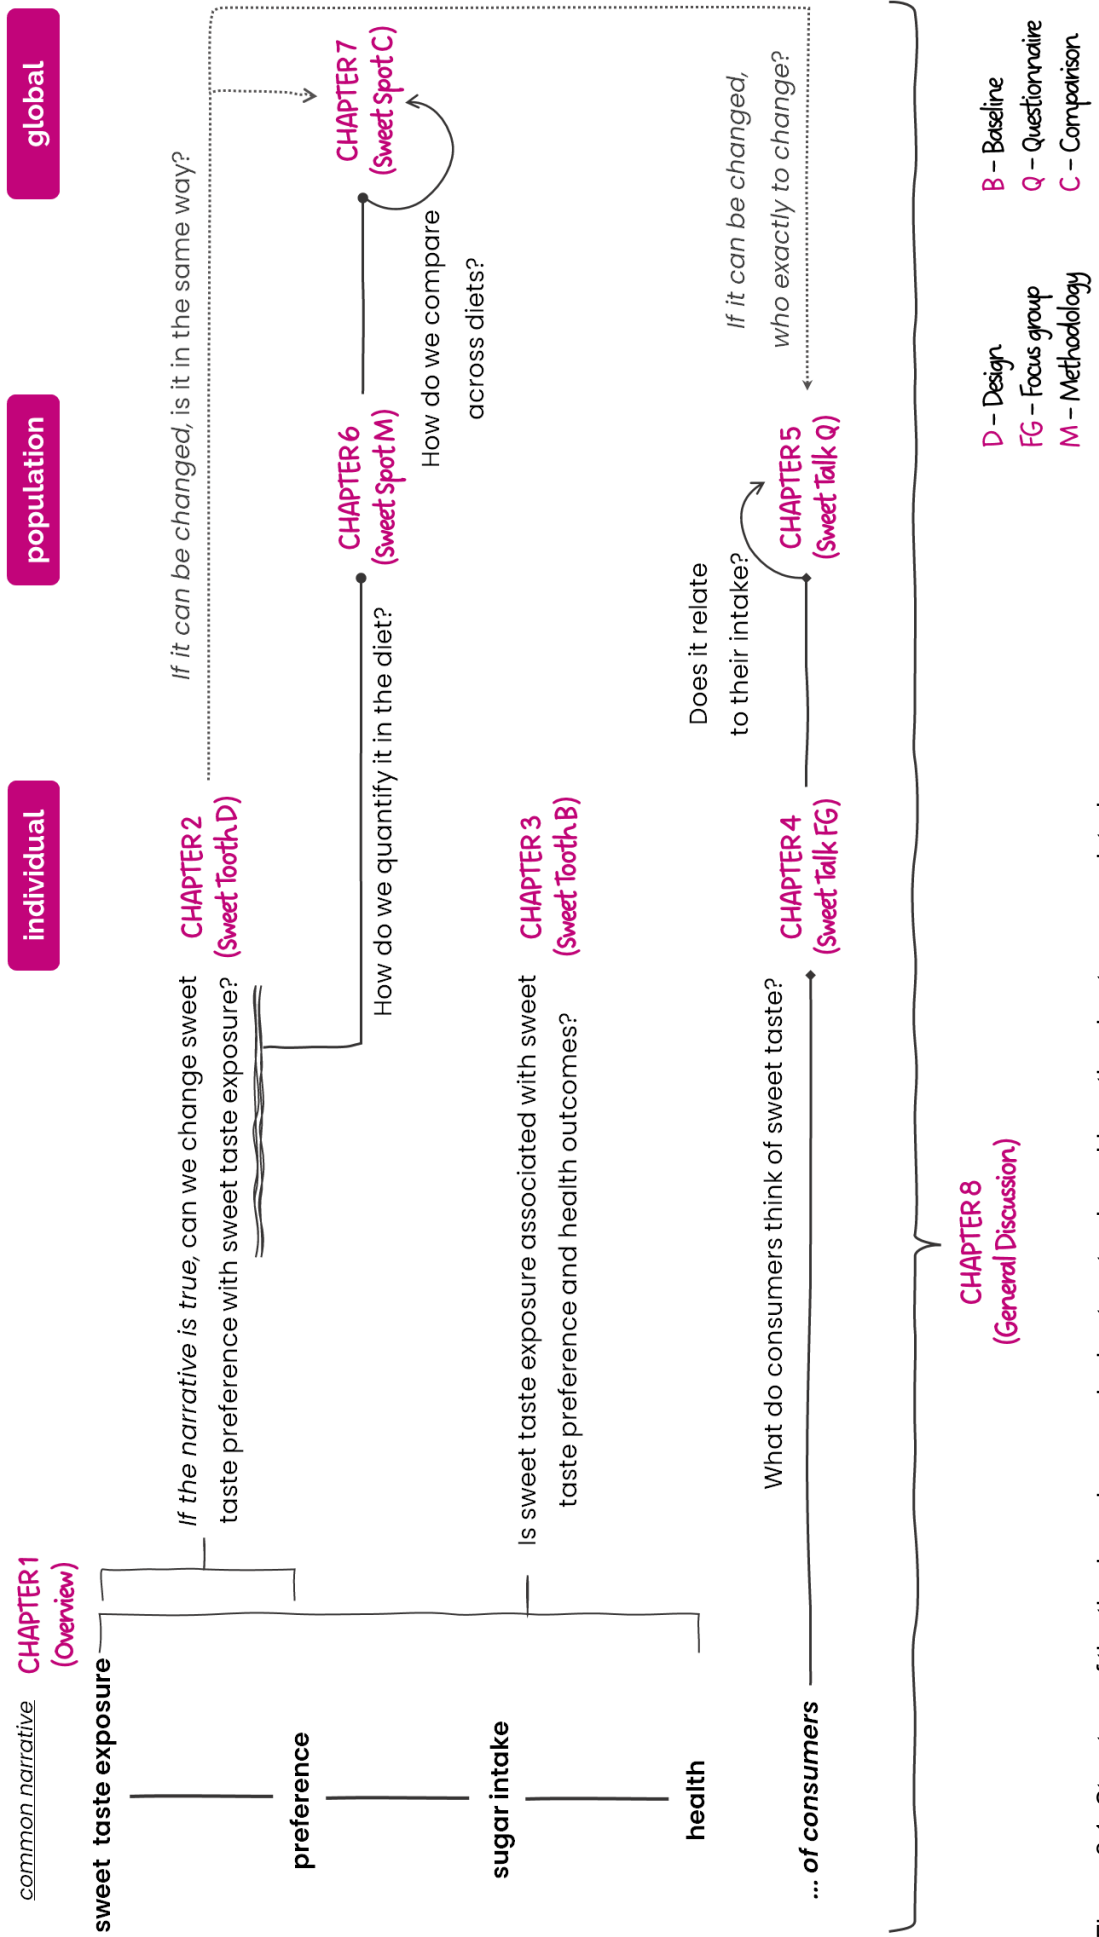 common narrative
CHAPTER 1
(Overview)
individual
population
global
sweet taste exposure
preference
sugar intake
health
... of consumers
If the narrative is true, can we change sweet
taste preference with sweet taste exposure?
CHAPTER 2
(Sweet Tooth D)
If it can be changed, is it in the same way?
How do we quantify it in the diet?
CHAPTER 6
(Sweet Spot M)
How do we compare
across diets?
CHAPTER 7
(Sweet Spot C)
Is sweet taste exposure associated with sweet
taste preference and health outcomes?
CHAPTER 3
(Sweet Tooth B)
What do consumers think of sweet taste?
CHAPTER 4
(Sweet Talk FG)
Does it relate
to their intake?
CHAPTER 5
(Sweet Talk Q)
If it can be changed,
who exactly to change?
CHAPTER 8
(General Discussion)
D – Design
FG – Focus group
M – Methodology
B – Baseline
Q – Questionnaire
C – Comparison